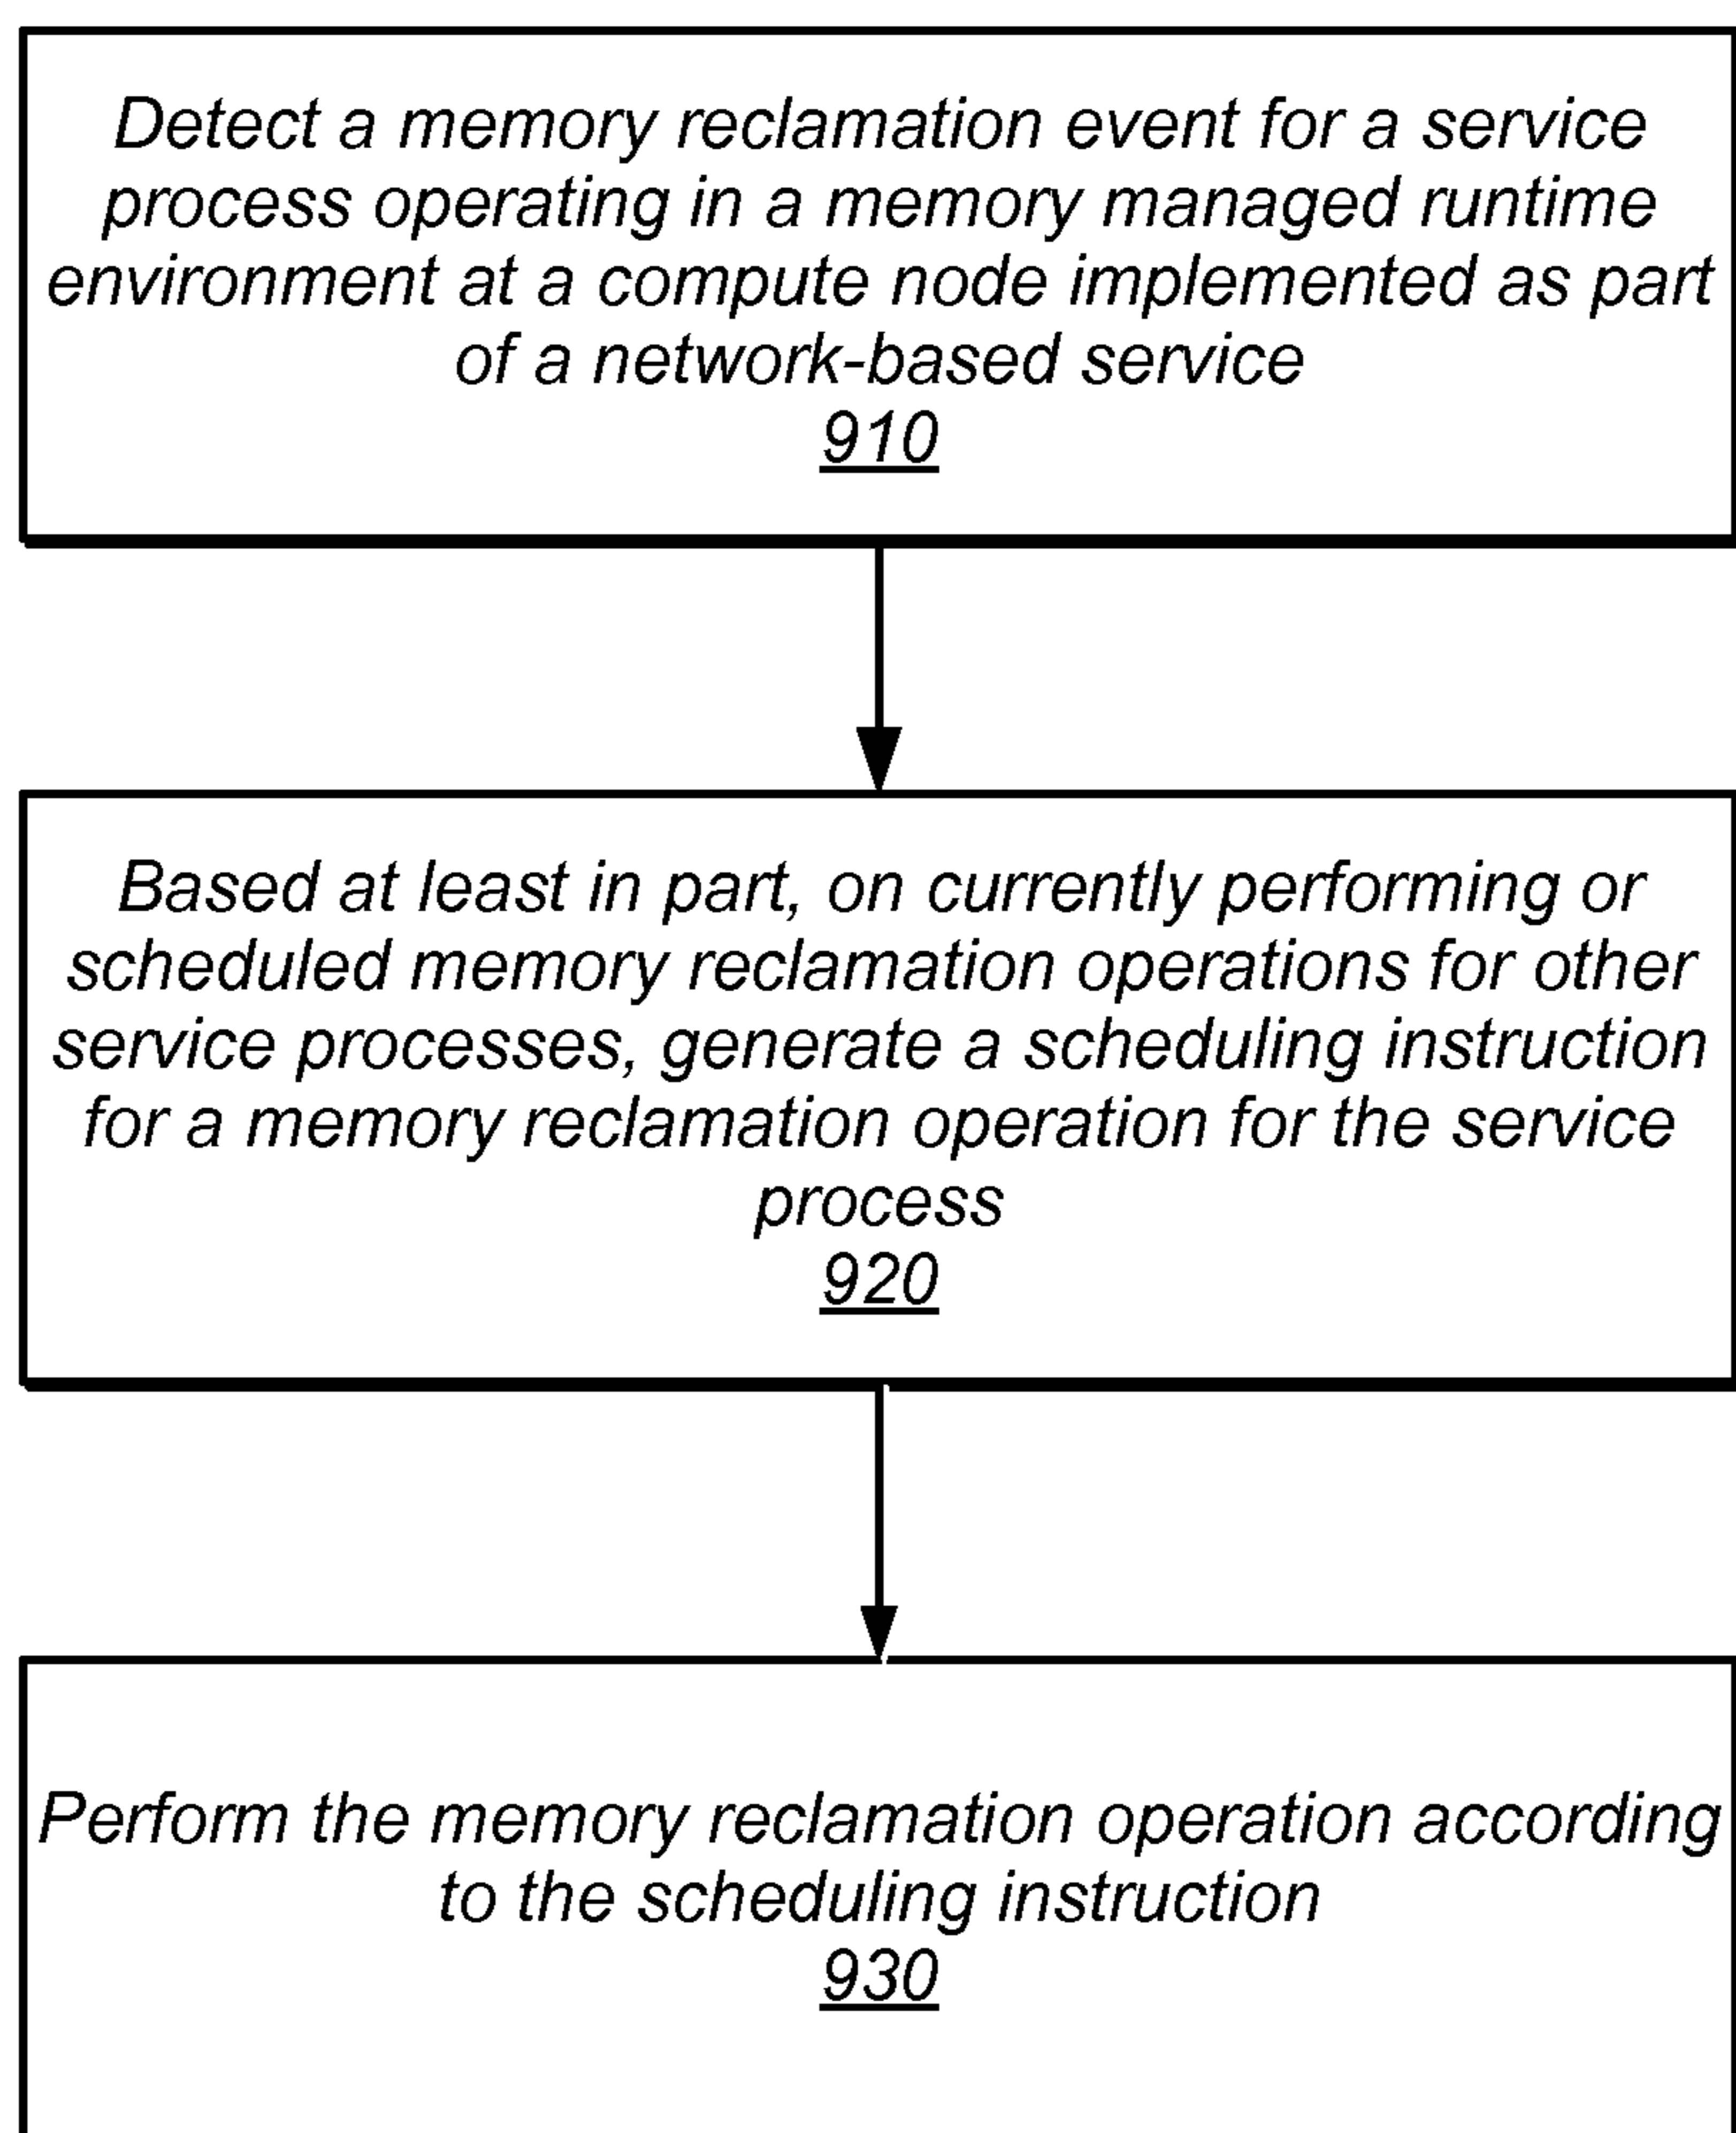 Detect a memory reclamation event for a service
process operating in a memory managed runtime
environment at a compute node implemented as part
of a network-based service
910
Based at least in part, on currently performing or
scheduled memory reclamation operations for other
service processes, generate a scheduling instruction
for a memory reclamation operation for the service
process
920
Perform the memory reclamation operation according
to the scheduling instruction
930